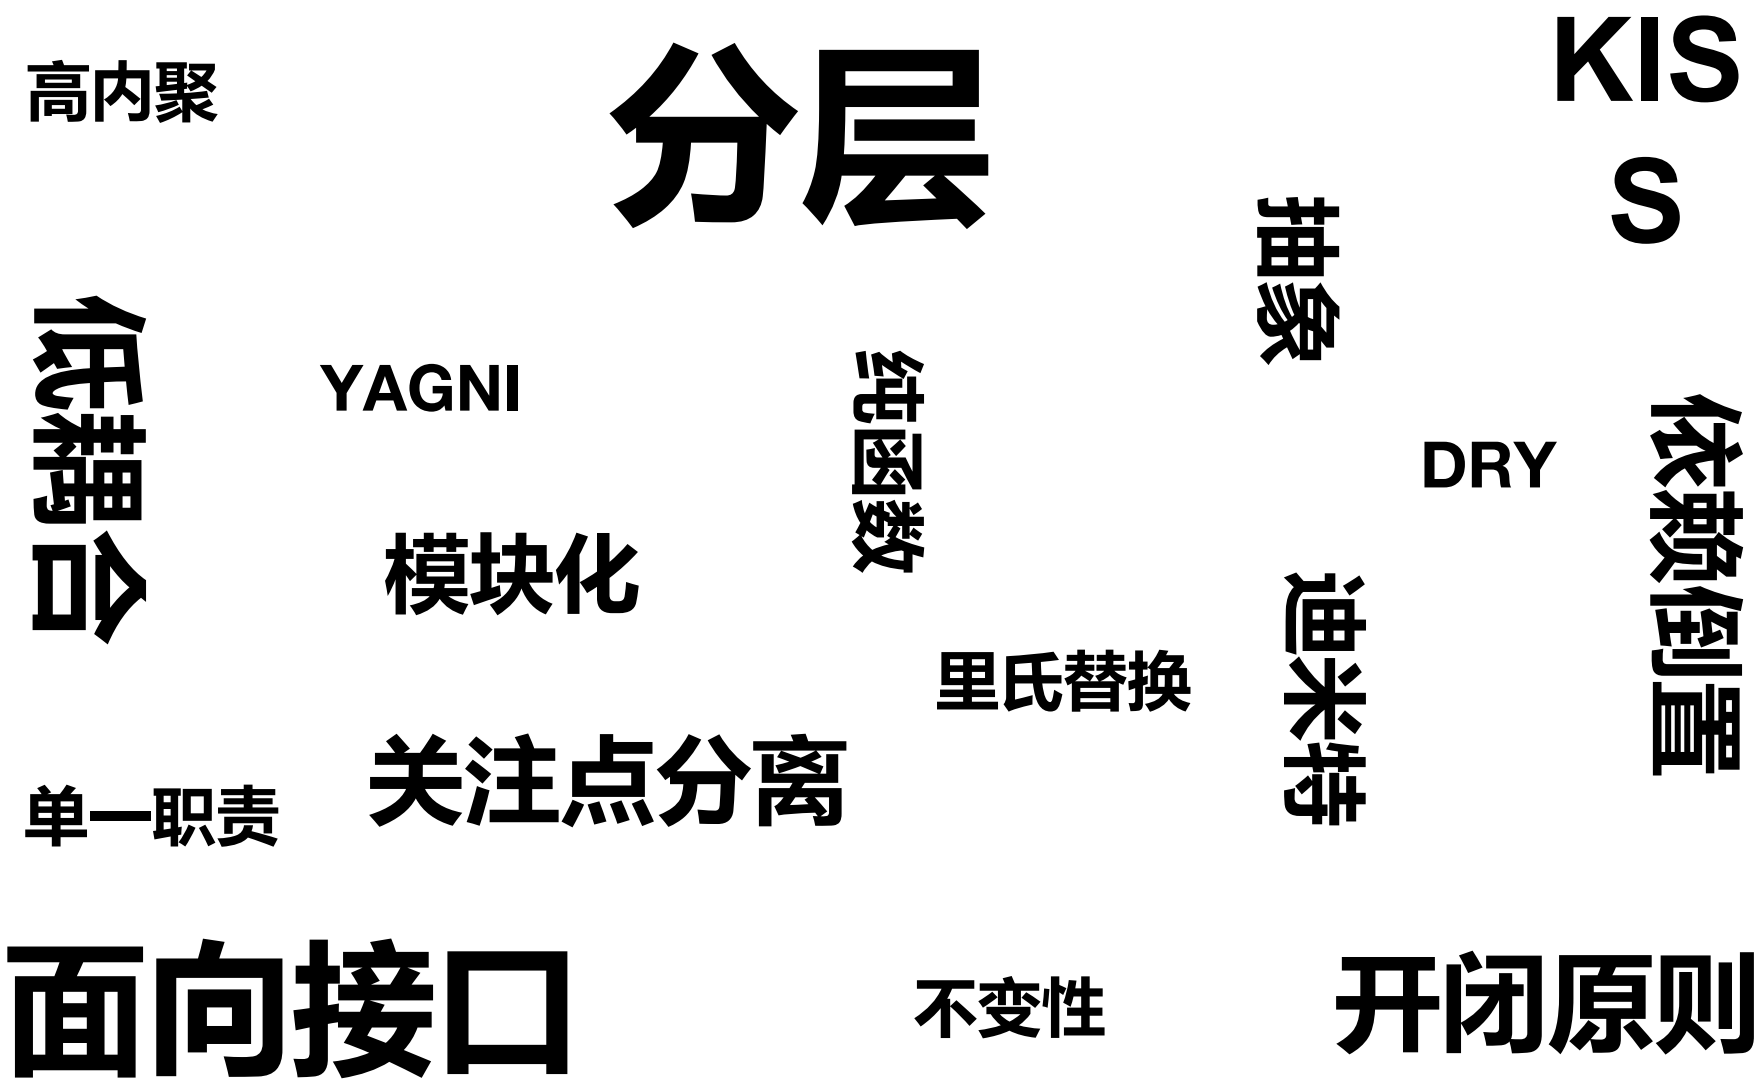 高内聚
分层
KIS
S
抽象
低耦合
YAGNI
纯函数
DRY
依赖倒置
模块化
迪米特
里氏替换
关注点分离
单一职责
面向接口
不变性
开闭原则